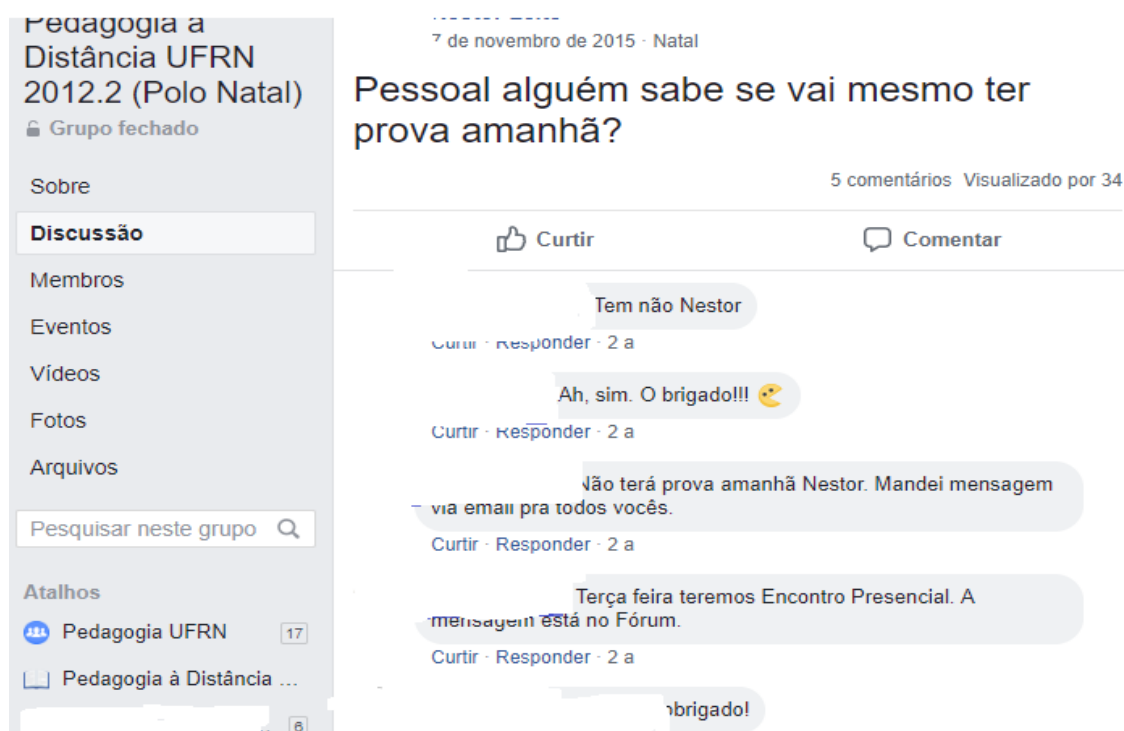 Pedagogia à
Distância UFRN
2012.2 (Polo Natal)
Grupo fechado
Sobre
Discussão
Membros
Eventos
Vídeos
Fotos
Arquivos
Pesquisar neste grupo
Atalhos
Pedagogia UFRN 17
Pedagogia à Distância ...
6
7 de novembro de 2015 · Natal
Pessoal alguém sabe se vai mesmo ter
prova amanhã?
5 comentários Visualizado por 34
Curtir Comentar
Tem não Nestor
Curtir · Responder · 2 a
Ah, sim. O brigado!!!
Curtir · Responder · 2 a
Não terá prova amanhã Nestor. Mandei mensagem
via email pra todos vocês.
Curtir · Responder · 2 a
Terça feira teremos Encontro Presencial. A
mensagem está no Fórum.
Curtir · Responder · 2 a
obrigado!